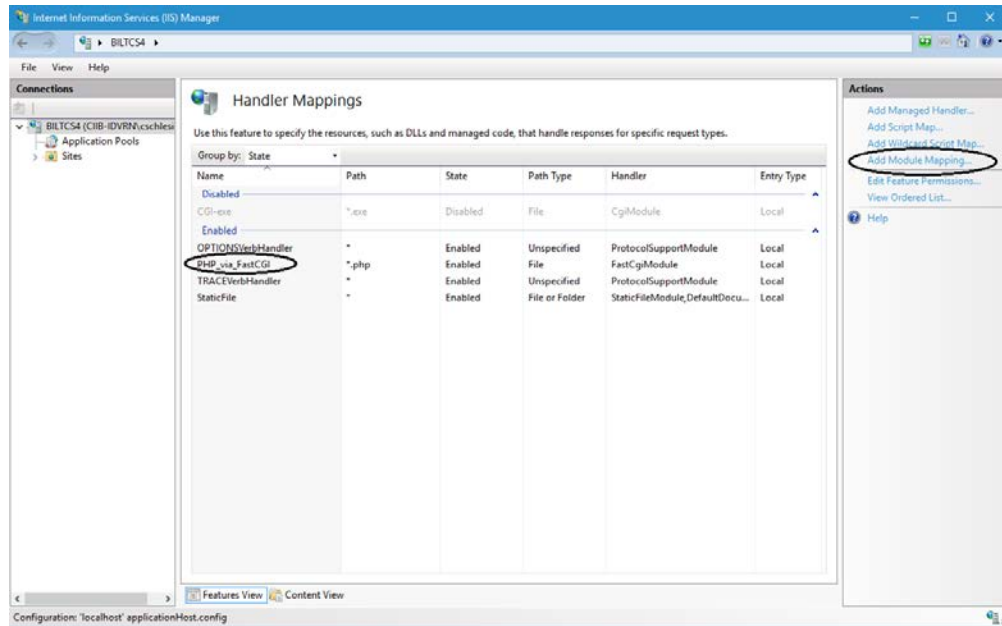 Internet Information Services (IIS) Manager
BILTCS4
File View Help
Connections
BILTCS4 (CIIB-IDVRN\cschlesi
Application Pools
Sites
Handler Mappings
Use this feature to specify the resources, such as DLLs and managed code, that handle responses for specific request types.
Group by: State
Name Path State Path Type Handler Entry Type
Disabled
CGI-exe *.exe Disabled File CgiModule Local
Enabled
OPTIONSVerbHandler * Enabled Unspecified ProtocolSupportModule Local
PHP_via_FastCGI *.php Enabled File FastCgiModule Local
TRACEVerbHandler * Enabled Unspecified ProtocolSupportModule Local
StaticFile * Enabled File or Folder StaticFileModule,DefaultDocu... Local
Features View Content View
Actions
Add Managed Handler...
Add Script Map...
Add Wildcard Script Map...
Add Module Mapping...
Edit Feature Permissions...
View Ordered List...
Help
Configuration: 'localhost' applicationHost.config